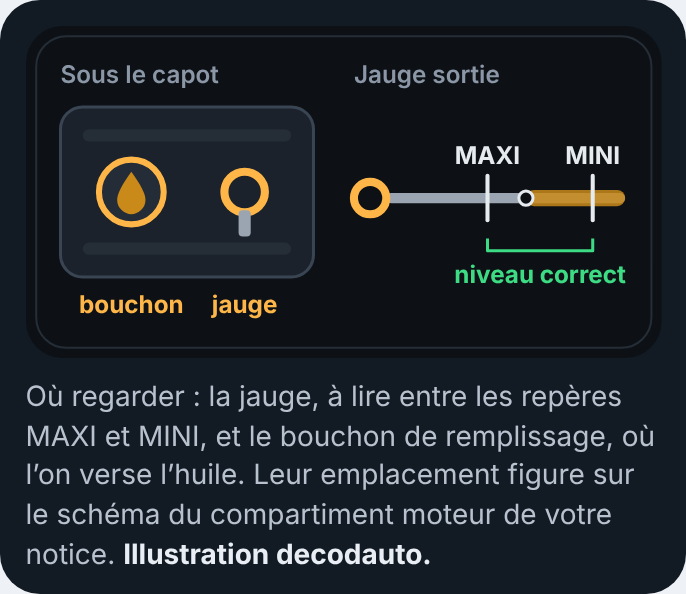 Sous le capot
Jauge sortie
MAXI
MINI
niveau correct
bouchon
jauge
Où regarder : la jauge, à lire entre les repères
MAXI et MINI, et le bouchon de remplissage, où
l’on verse l’huile. Leur emplacement figure sur
le schéma du compartiment moteur de votre
notice. Illustration decodauto.